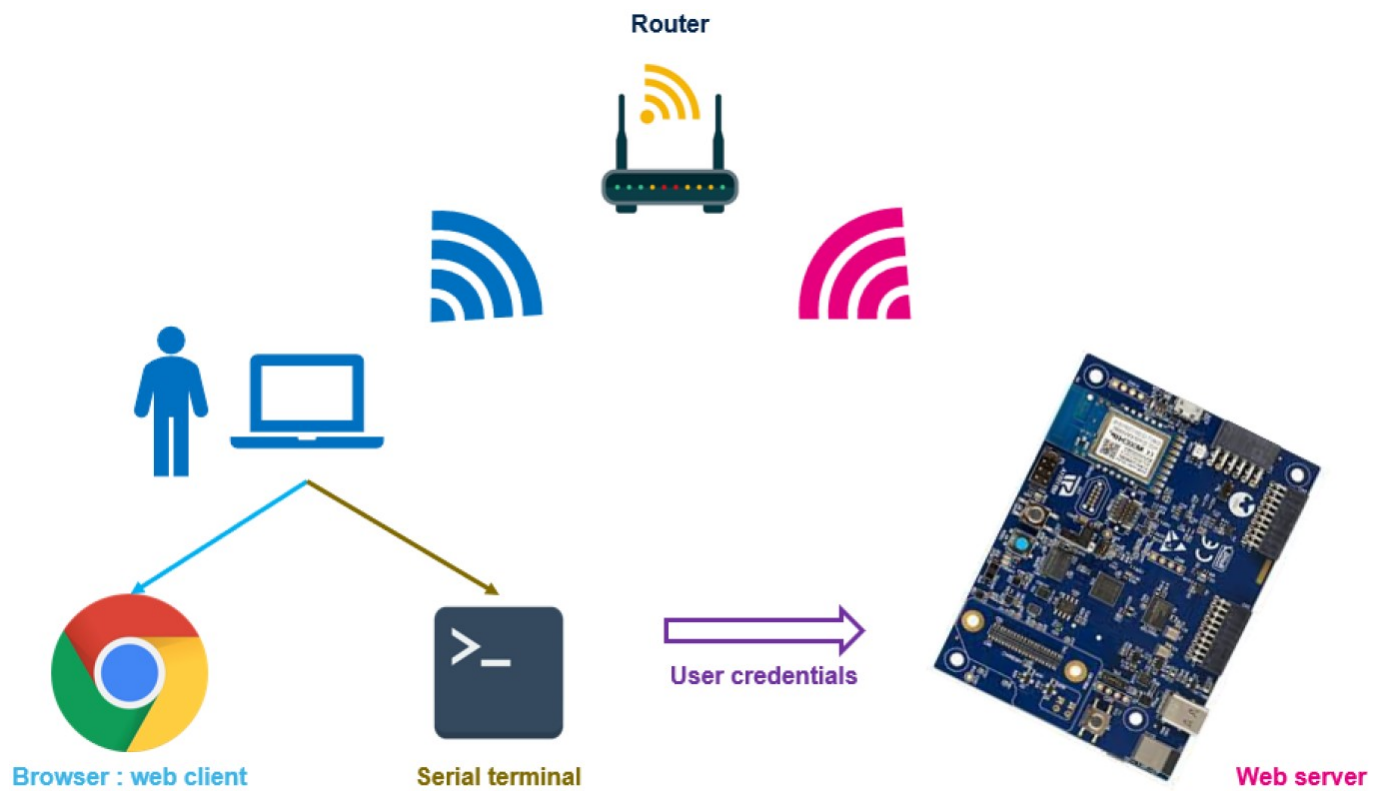 Router
>_
User credentials
Browser : web client
Serial terminal
Web server